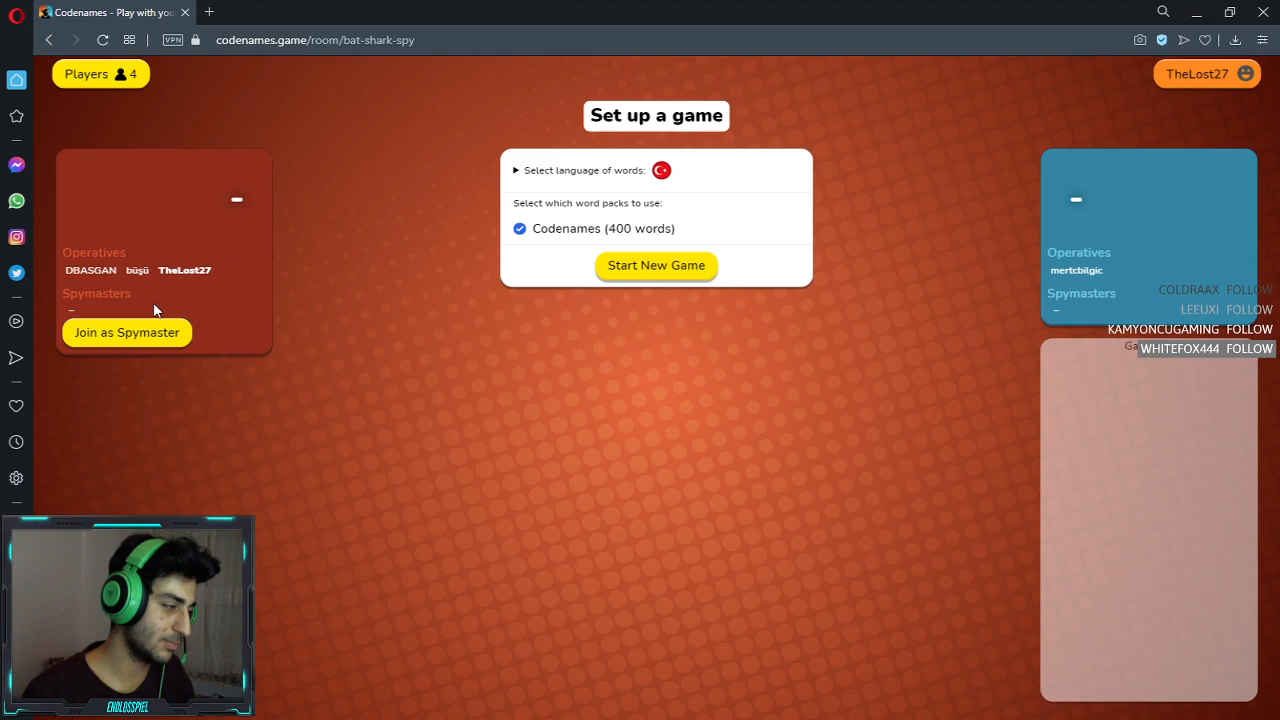 Codenames - Play with you
VPN
codenames.game/room/bat-shark-spy
Players 4
TheLost27
Set up a game
Select language of words:
Select which word packs to use:
Codenames (400 words)
Start New Game
-
Operatives
DBASGAN büşü TheLost27
Spymasters
–
Join as Spymaster
-
Operatives
mertcbilgic
Spymasters
–
COLDRAAX FOLLOW
LEEUXI FOLLOW
KAMYONCUGAMING FOLLOW
WHITEFOX444 FOLLOW
ENDLOSSPIEL